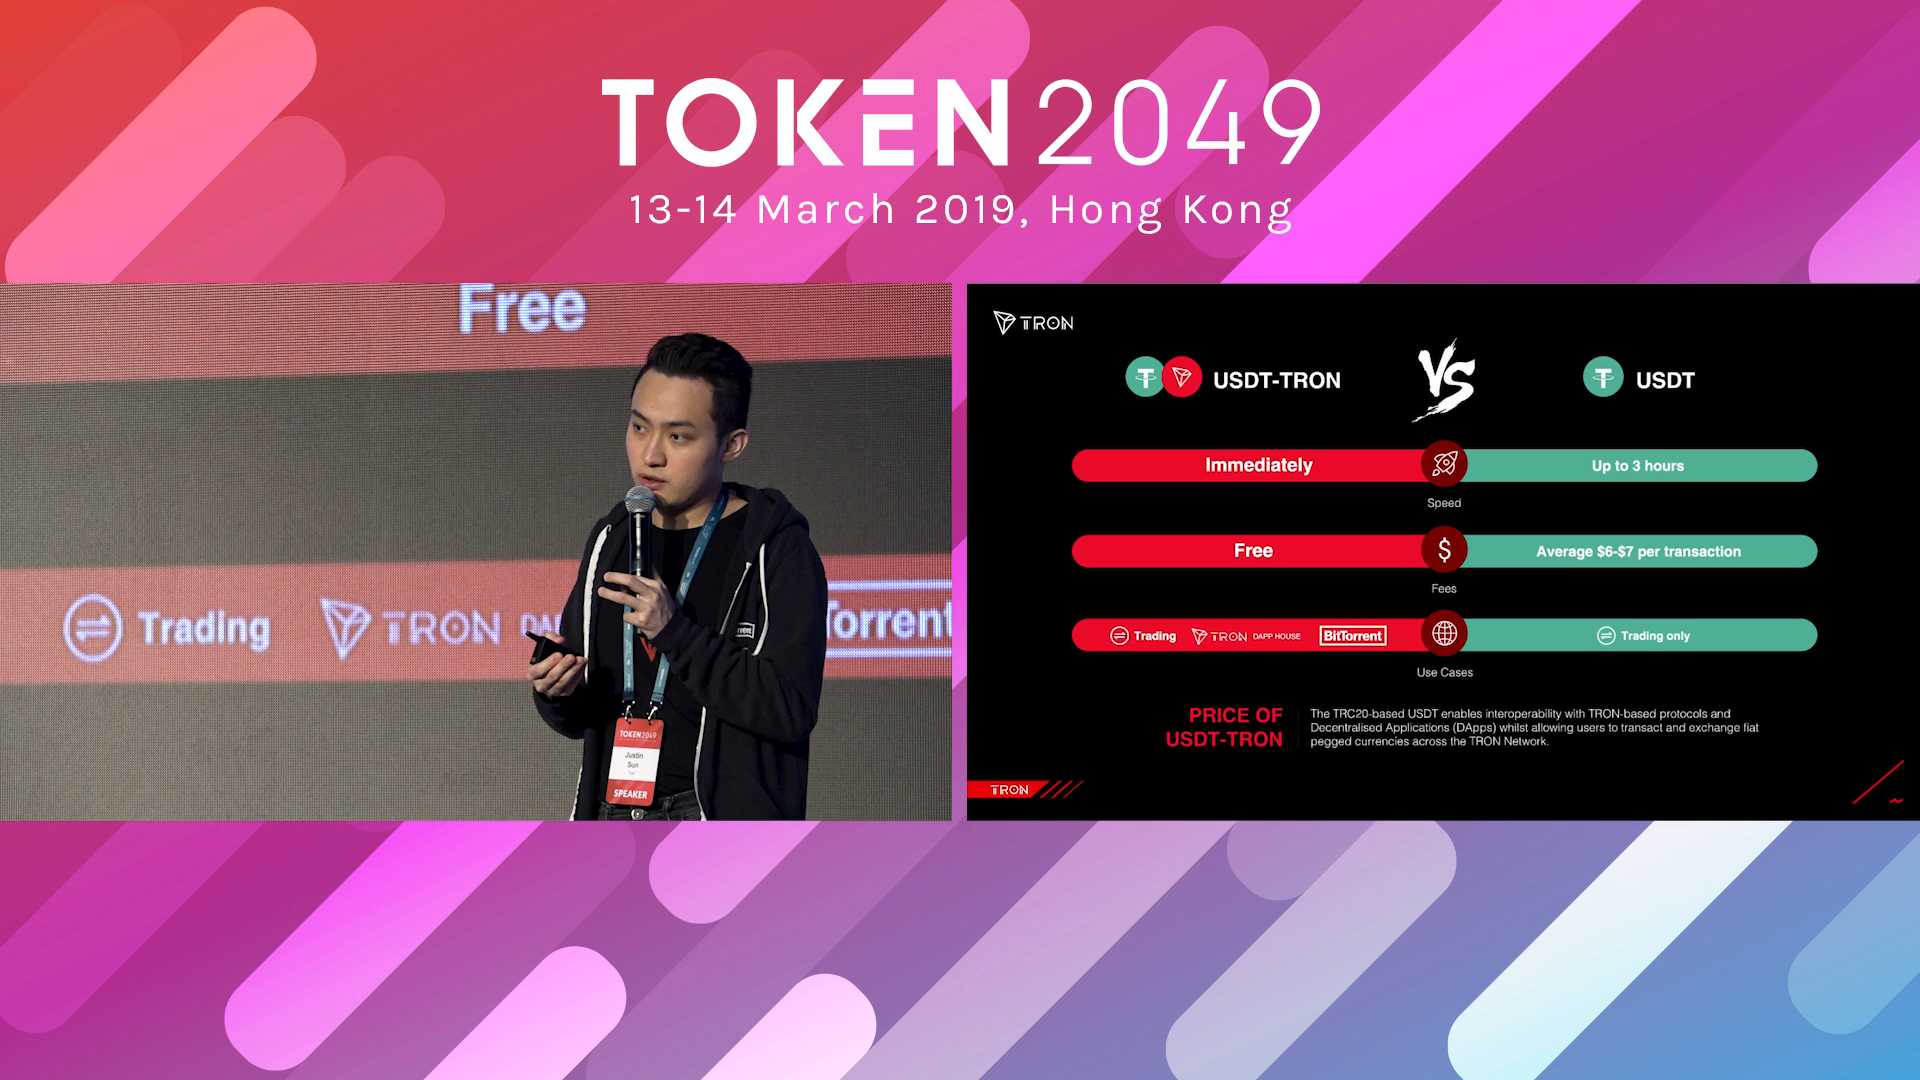 TOKEN2049
13-14 March 2019, Hong Kong
Free
Trading TRON Torrent
TOKEN2049
Justin
Sun
SPEAKER
TRON
USDT-TRON VS USDT
Immediately Up to 3 hours
Speed
Free $ Average $6-$7 per transaction
Fees
Trading TRON DAPP HOUSE BitTorrent Trading only
Use Cases
PRICE OF
USDT-TRON
The TRC20-based USDT enables interoperability with TRON-based protocols and
Decentralised Applications (DApps) whilst allowing users to transact and exchange fiat
pegged currencies across the TRON Network.
TRON